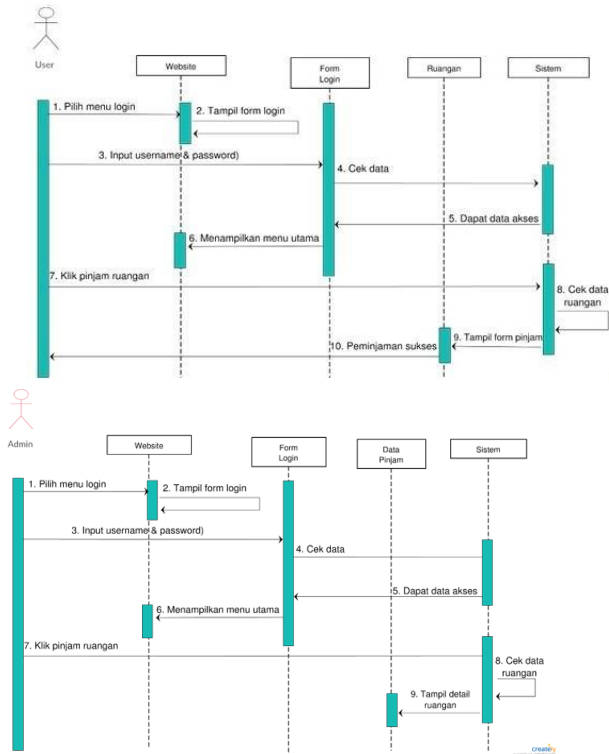 User
Website
Form
Login
Ruangan
Sistem
1. Pilih menu login
2. Tampil form login
3. Input username & password)
4. Cek data
5. Dapat data akses
6. Menampilkan menu utama
7. Klik pinjam ruangan
8. Cek data
ruangan
9. Tampil form pinjam
10. Peminjaman sukses
Admin
Website
Form
Login
Data
Pinjam
Sistem
1. Pilih menu login
2. Tampil form login
3. Input username & password)
4. Cek data
5. Dapat data akses
6. Menampilkan menu utama
7. Klik pinjam ruangan
8. Cek data
ruangan
9. Tampil detail
ruangan
creately